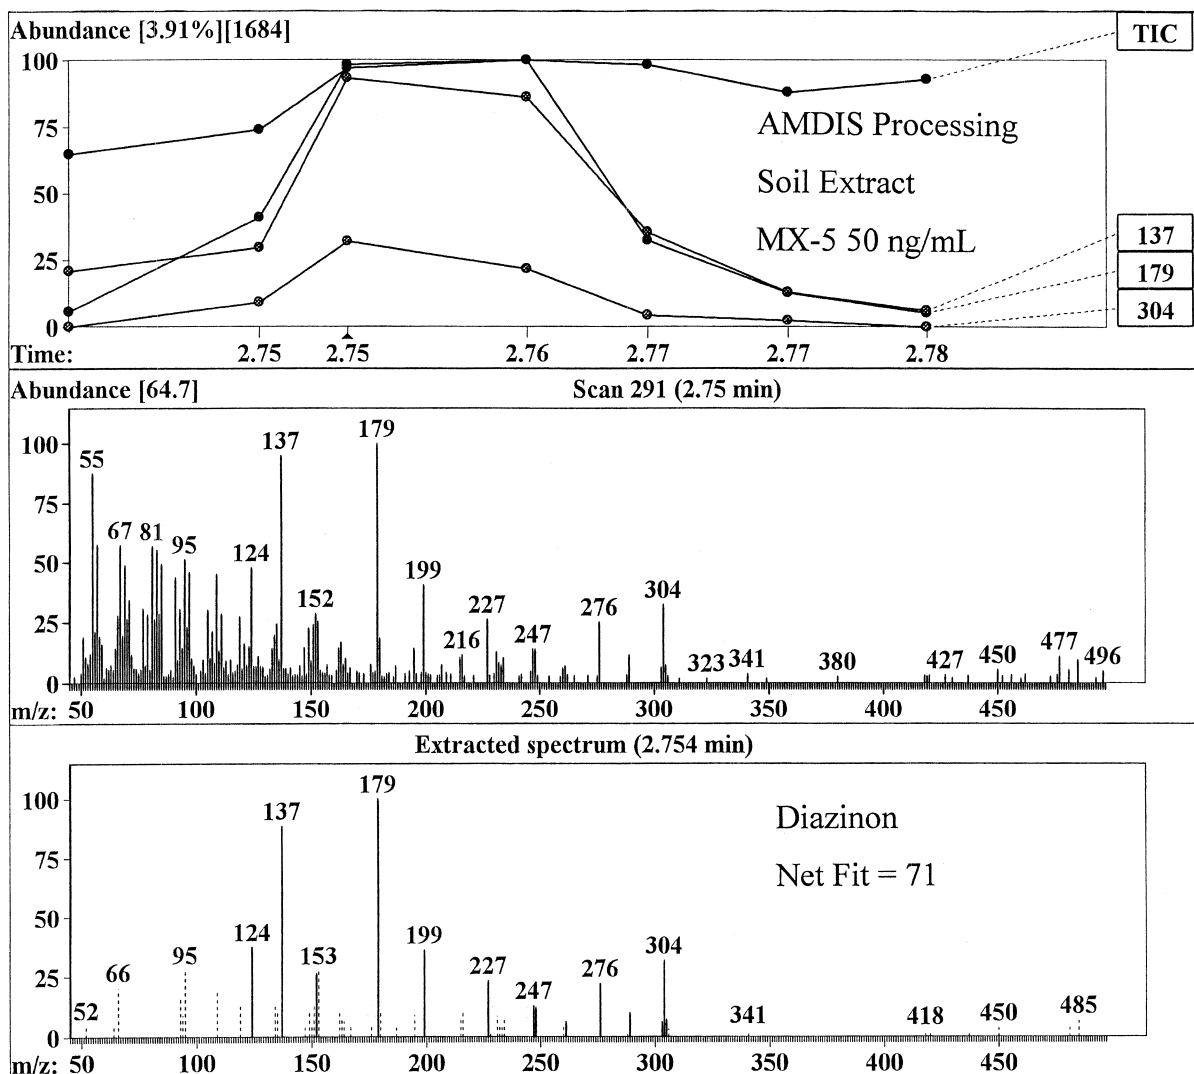 Abundance [3.91%][1684]
TIC
100
75
50
25
0
AMDIS Processing
Soil Extract
MX-5 50 ng/mL
137
179
304
Time: 2.75 2.75 2.76 2.77 2.77 2.78
Abundance [64.7] Scan 291 (2.75 min)
100
75
50
25
0
55 67 81 95 124 137 152 179 199 216 227 247 276 304 323 341 380 427 450 477 496
m/z: 50 100 150 200 250 300 350 400 450
Extracted spectrum (2.754 min)
100
75
50
25
0
52 66 95 124 137 153 179 199 227 247 276 304 341 418 450 485
Diazinon
Net Fit = 71
m/z: 50 100 150 200 250 300 350 400 450